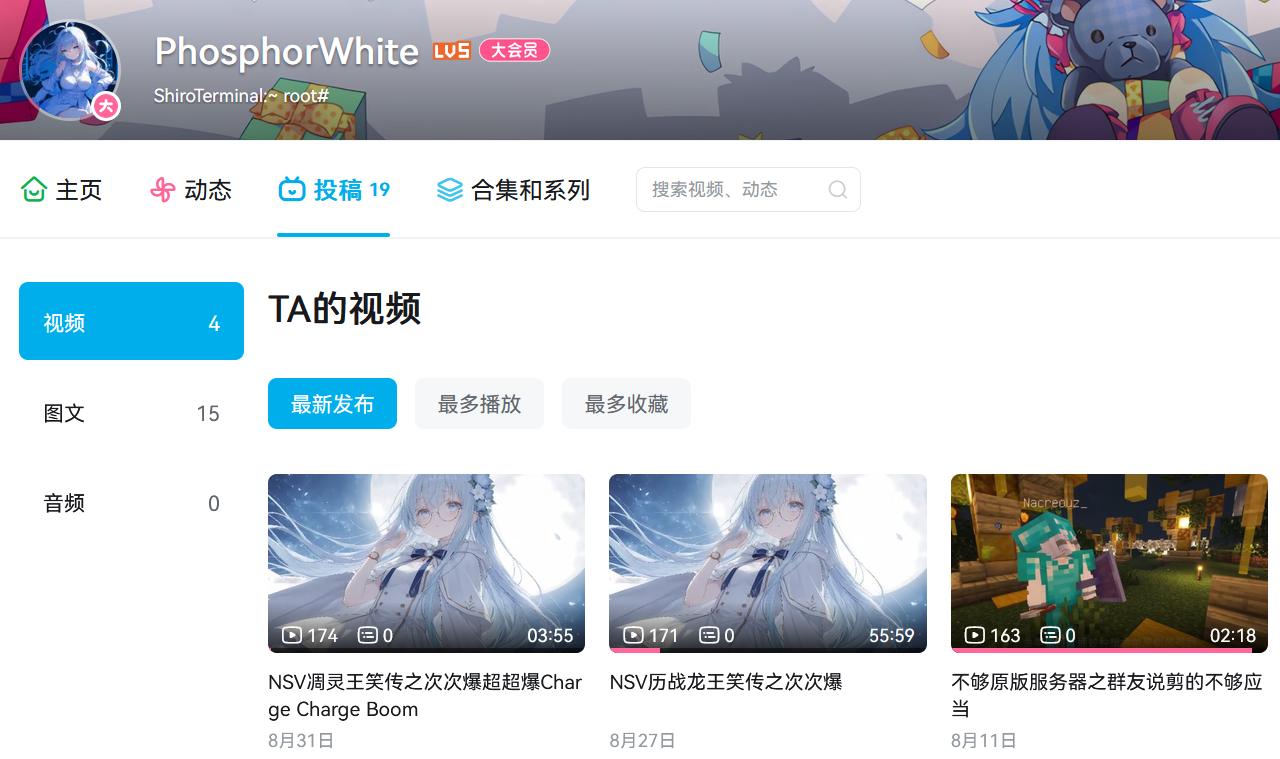 PhosphorWhite LV5 大会员
大
ShiroTerminal:~ root#
主页 动态 投稿 19 合集和系列 搜索视频、动态
视频 4
图文 15
音频 0
TA的视频
最新发布 最多播放 最多收藏
174 0 03:55
NSV凋灵王笑传之次次爆超超爆Char
ge Charge Boom
8月31日
171 0 55:59
NSV历战龙王笑传之次次爆
8月27日
Nacreouz_
163 0 02:18
不够原版服务器之群友说剪的不够应
当
8月11日